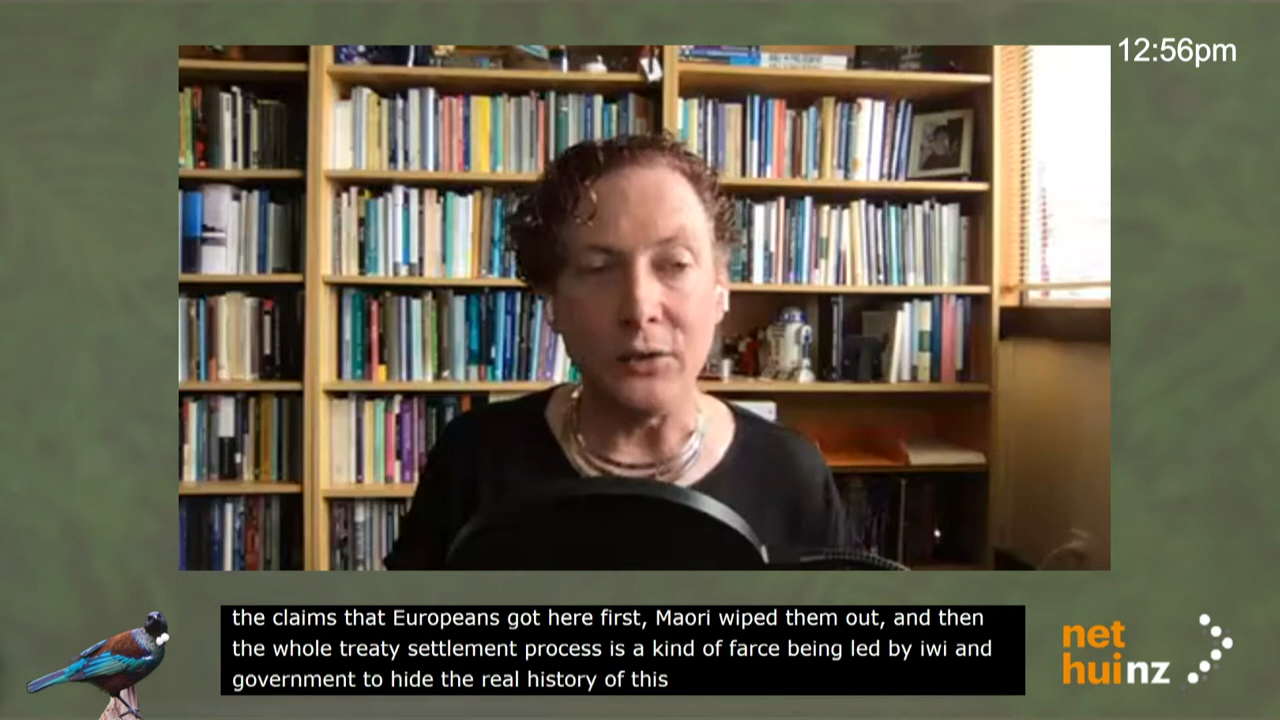 12:56pm
the claims that Europeans got here first, Maori wiped them out, and then
the whole treaty settlement process is a kind of farce being led by iwi and
government to hide the real history of this
net
huinz